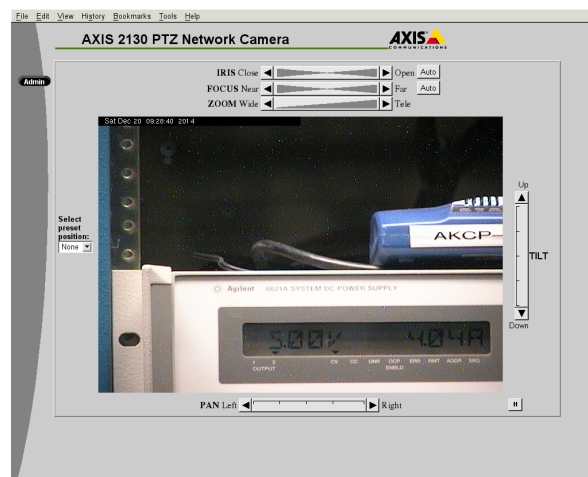 File Edit View History Bookmarks Tools Help
AXIS 2130 PTZ Network Camera
AXIS
COMMUNICATIONS
Admin
IRIS Close Open Auto
FOCUS Near Far Auto
ZOOM Wide Tele
Sat Dec 20 09:28:40 2014
Select
preset
position:
None
Up
TILT
Down
AKCP
Agilent 6621A SYSTEM DC POWER SUPPLY
5.00V 4.04A
1 2 CV CC UNR OCP ERR RMT ADDR SRQ
OUTPUT ENBLD
PAN Left Right
H